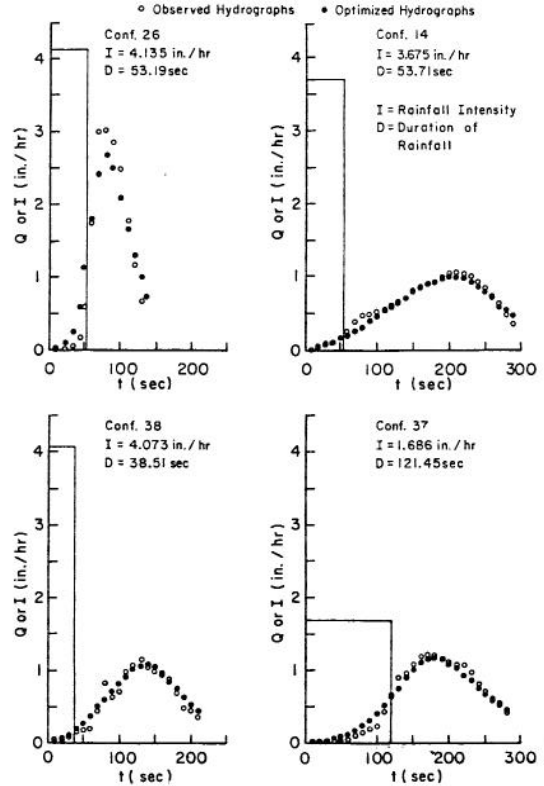 ○ Observed Hydrographs ● Optimized Hydrographs
Conf. 26
I = 4.135 in./hr
D = 53.19 sec
Q or I (in./hr)
4
3
2
1
0
0 100 200
t (sec)
Conf. 14
I = 3.675 in./hr
D = 53.71 sec
I = Rainfall Intensity
D = Duration of
Rainfall
Q or I (in./hr)
4
3
2
1
0
0 100 200 300
t (sec)
Conf. 38
I = 4.073 in./hr
D = 38.51 sec
Q or I (in./hr)
4
3
2
1
0
0 100 200
t (sec)
Conf. 37
I = 1.686 in./hr
D = 121.45 sec
Q or I (in./hr)
4
3
2
1
0
0 100 200 300
t (sec)